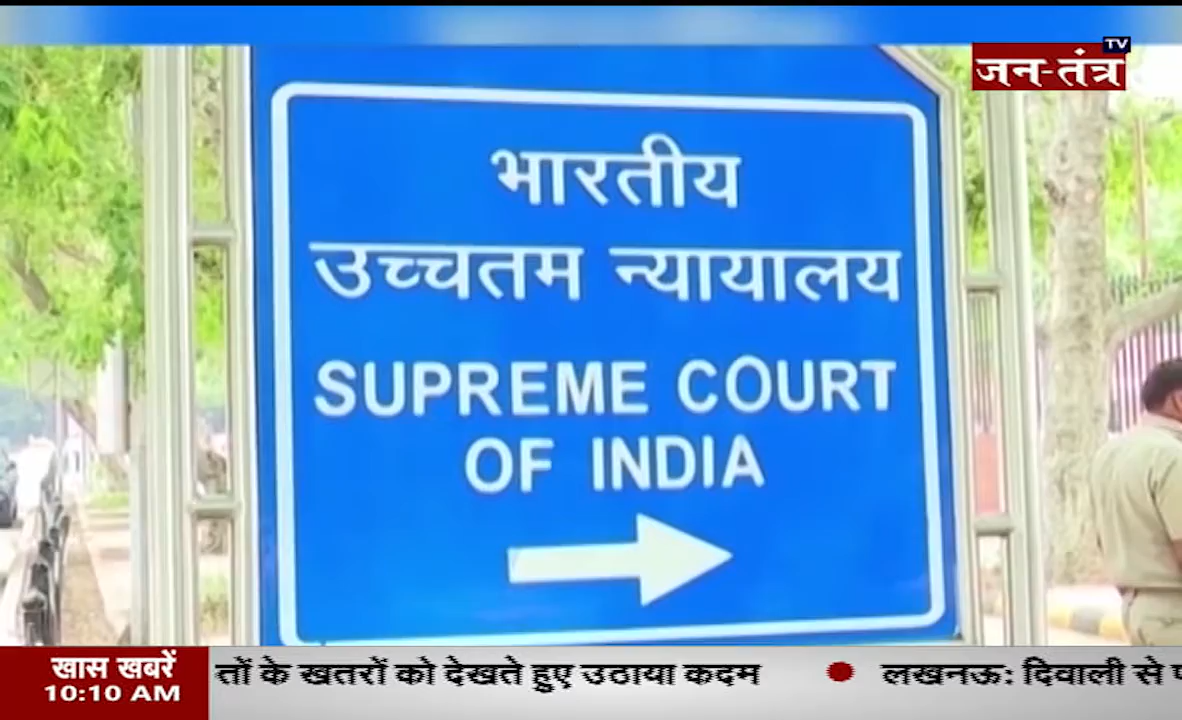 TV
जन-तंत्र
भारतीय
उच्चतम न्यायालय
SUPREME COURT
OF INDIA
खास खबरें
10:10 AM
तों के खतरों को देखते हुए उठाया कदम ● लखनऊ: दिवाली से